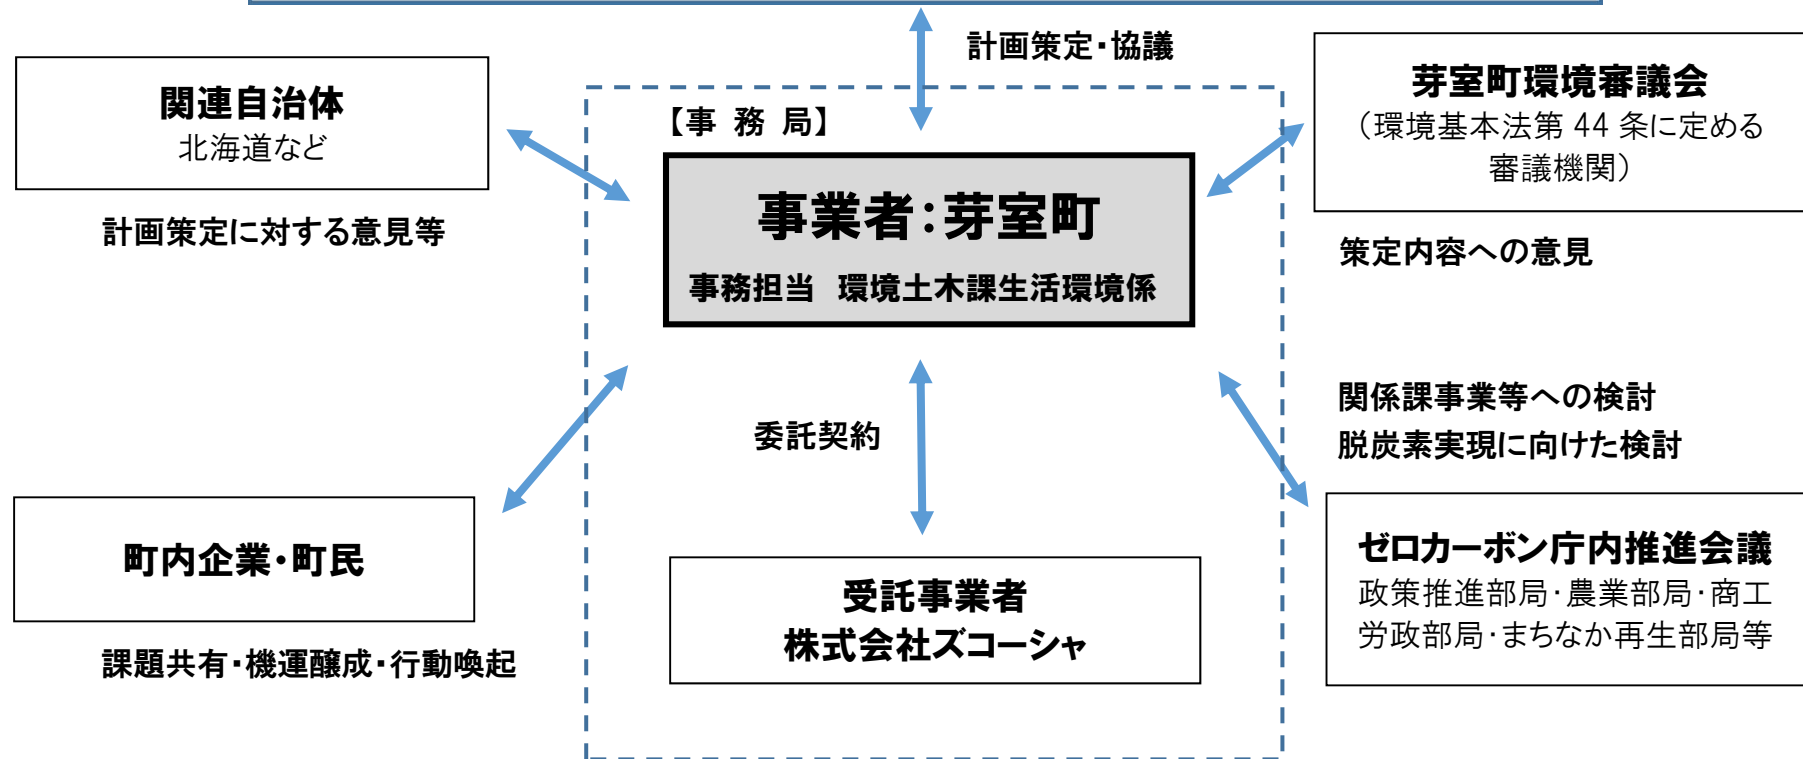 計画策定・協議
関連自治体
北海道など
計画策定に対する意見等
【事 務 局】
事業者：芽室町
事務担当 環境土木課生活環境係
芽室町環境審議会
（環境基本法第 44 条に定める
審議機関）
策定内容への意見
委託契約
関係課事業等への検討
脱炭素実現に向けた検討
町内企業・町民
課題共有・機運醸成・行動喚起
受託事業者
株式会社ズコーシャ
ゼロカーボン庁内推進会議
政策推進部局・農業部局・商工
労政部局・まちなか再生部局等